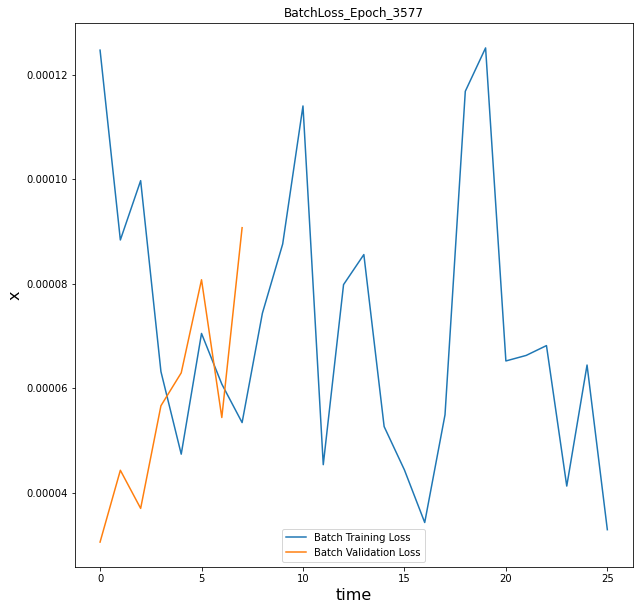 BatchLoss_Epoch_3577
0.00012
0.00010
0.00008
0.00006
0.00004
x
0 5 10 15 20 25
time
Batch Training Loss
Batch Validation Loss